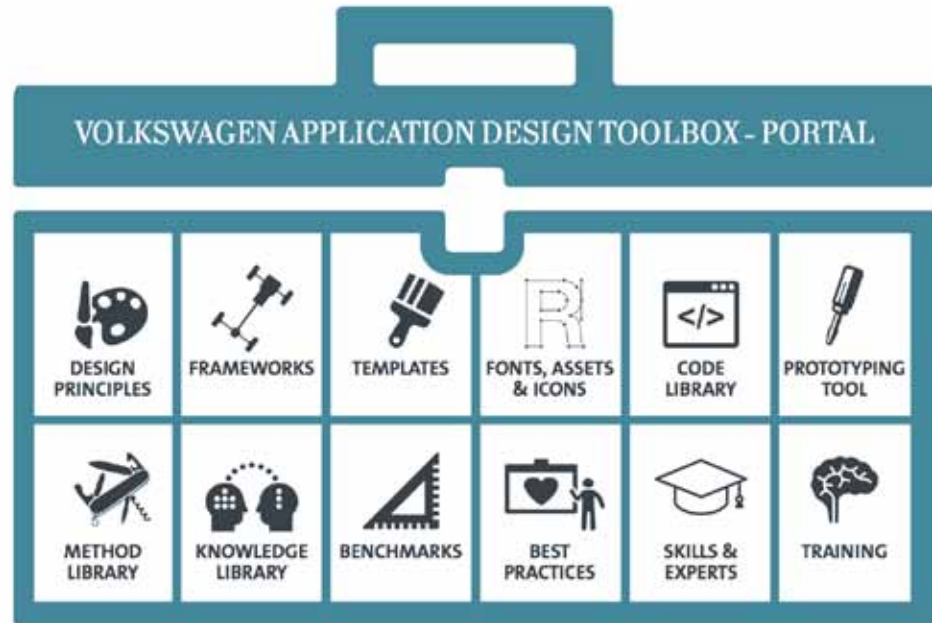 VOLKSWAGEN APPLICATION DESIGN TOOLBOX - PORTAL
DESIGN
PRINCIPLES
FRAMEWORKS
TEMPLATES
FONTS, ASSETS
& ICONS
CODE
LIBRARY
PROTOTYPING
TOOL
METHOD
LIBRARY
KNOWLEDGE
LIBRARY
BENCHMARKS
BEST
PRACTICES
SKILLS &
EXPERTS
TRAINING